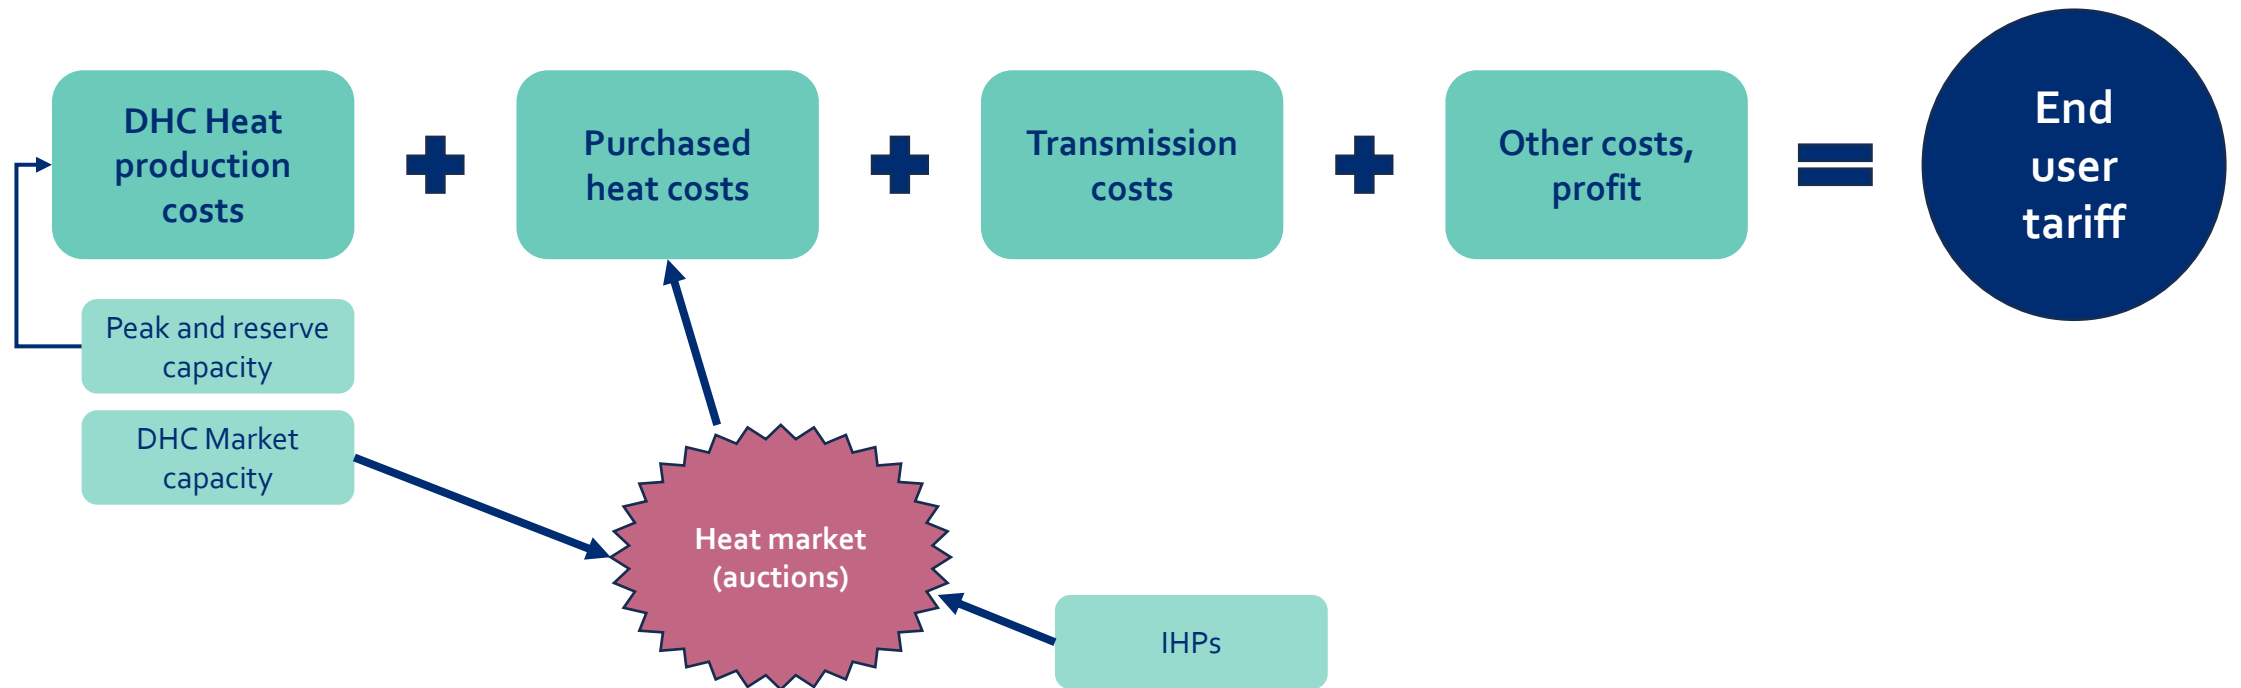 DHC Heat
production
costs
Purchased
heat costs
Transmission
costs
Other costs,
profit
End
user
tariff
Peak and reserve
capacity
DHC Market
capacity
Heat market
(auctions)
IHPs